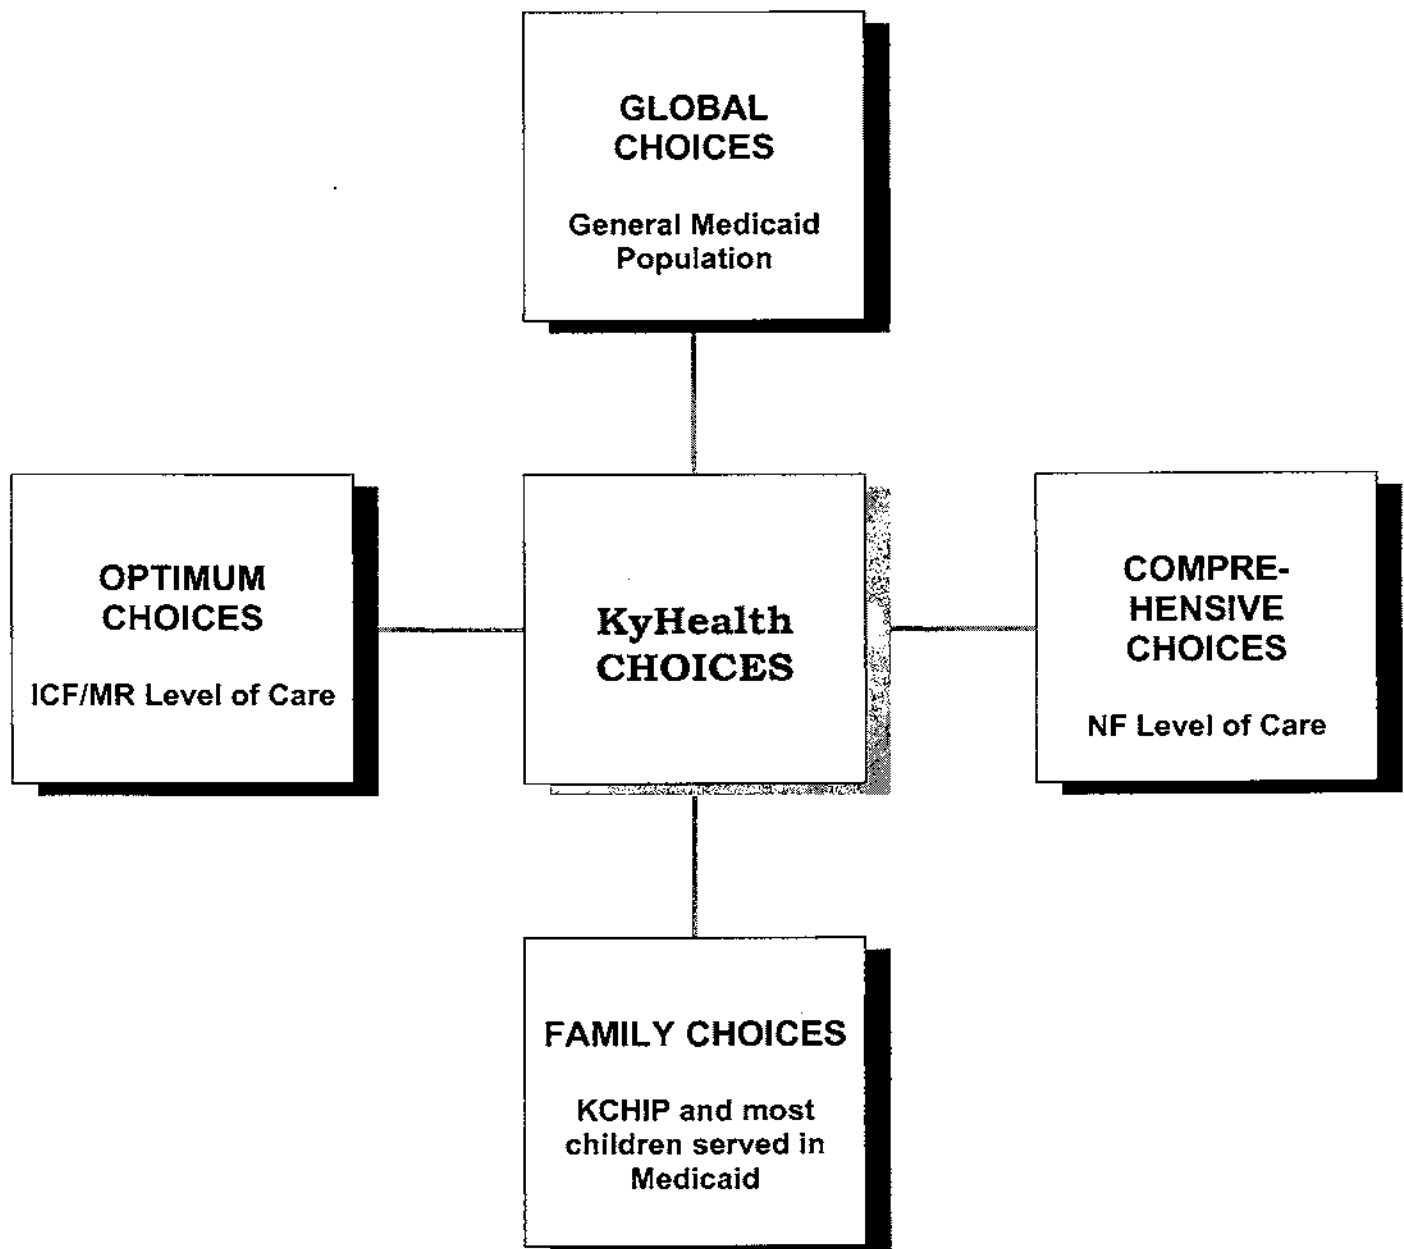 GLOBAL
CHOICES
General Medicaid
Population
OPTIMUM
CHOICES
ICF/MR Level of Care
KyHealth
CHOICES
COMPRE-
HENSIVE
CHOICES
NF Level of Care
FAMILY CHOICES
KCHIP and most
children served in
Medicaid